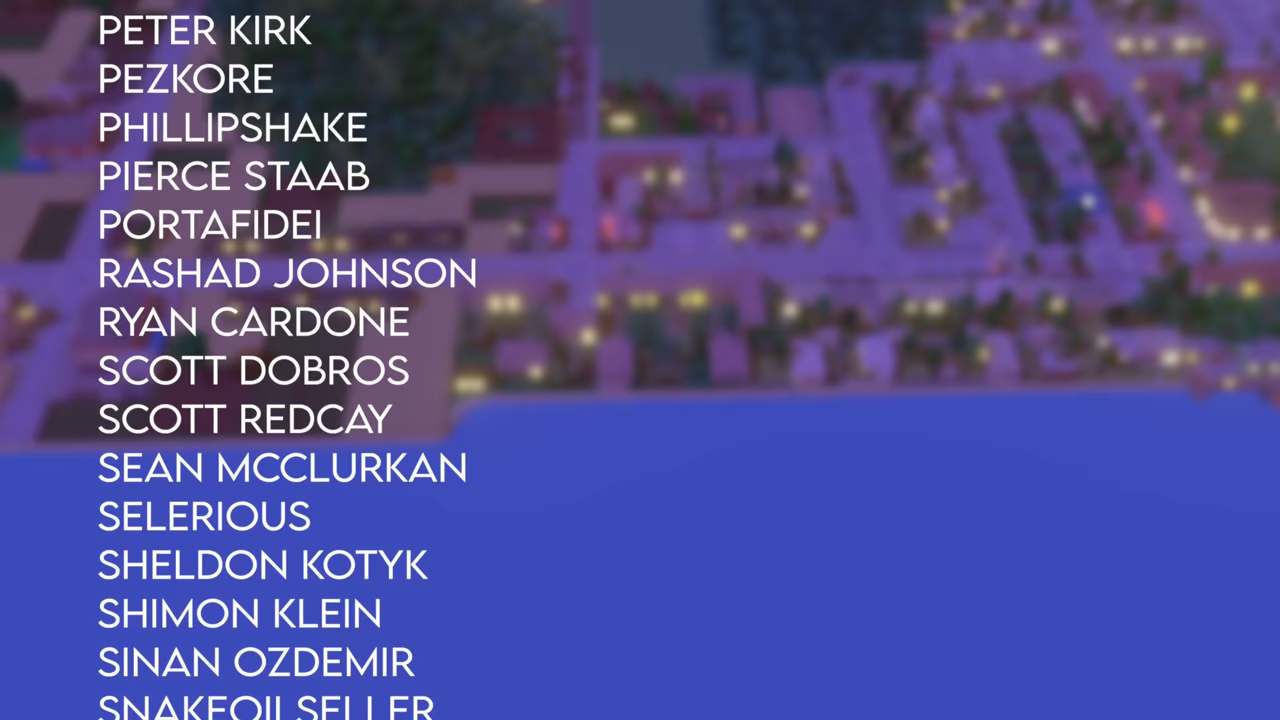 PETER KIRK
PEZKORE
PHILLIPSHAKE
PIERCE STAAB
PORTAFIDEI
RASHAD JOHNSON
RYAN CARDONE
SCOTT DOBROS
SCOTT REDCAY
SEAN MCCLURKAN
SELERIOUS
SHELDON KOTYK
SHIMON KLEIN
SINAN OZDEMIR
SNAKEOILSELLER